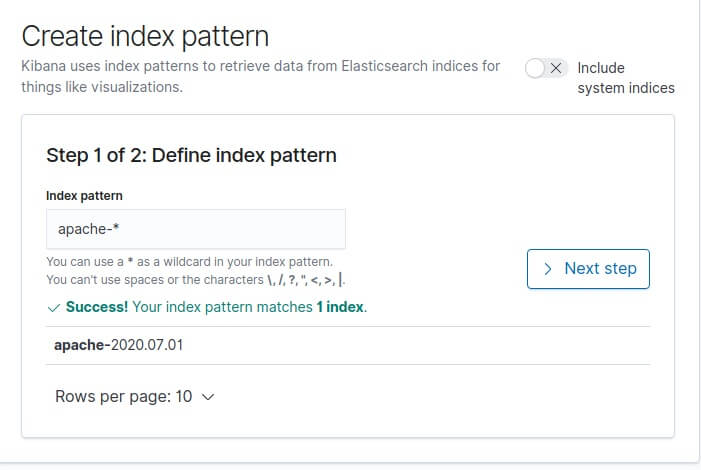 Create index pattern
Kibana uses index patterns to retrieve data from Elasticsearch indices for
things like visualizations.
Include
system indices
Step 1 of 2: Define index pattern
Index pattern
apache-*
You can use a * as a wildcard in your index pattern.
You can't use spaces or the characters \, /, ?, ", <, >, |.
Next step
Success! Your index pattern matches 1 index.
apache-2020.07.01
Rows per page: 10